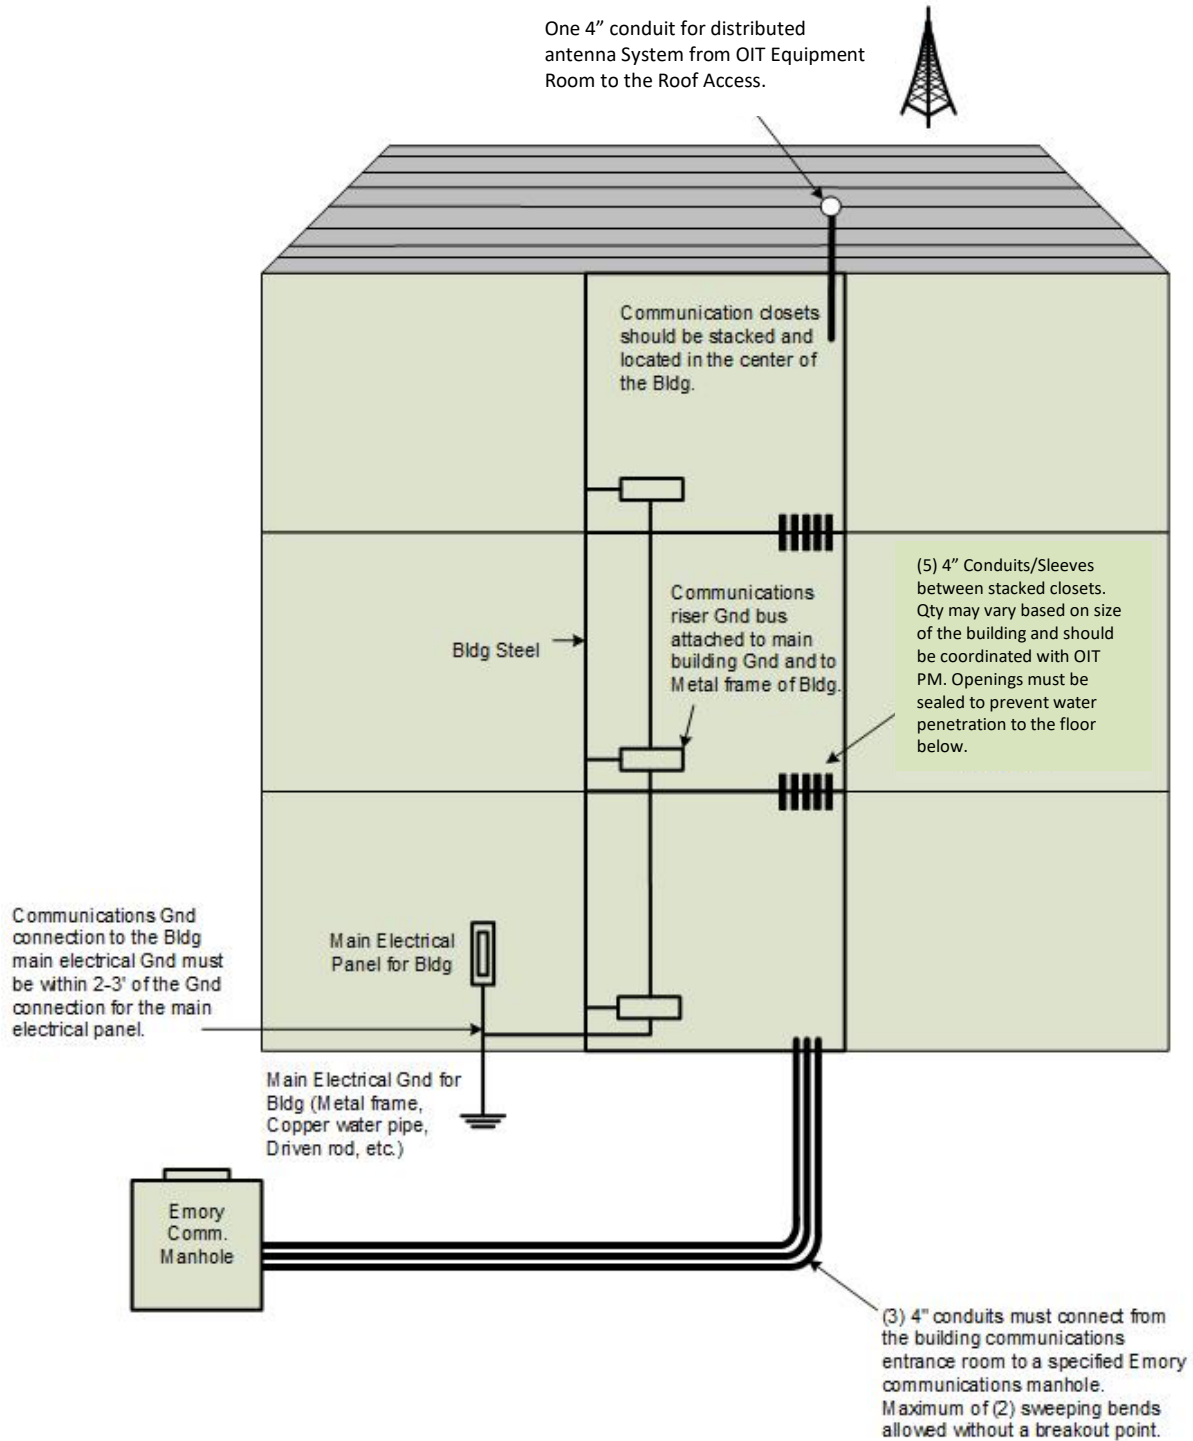 One 4” conduit for distributed
antenna System from OIT Equipment
Room to the Roof Access.
Communication closets
should be stacked and
located in the center of
the Bldg.
(5) 4” Conduits/Sleeves
between stacked closets.
Qty may vary based on size
of the building and should
be coordinated with OIT
PM. Openings must be
sealed to prevent water
penetration to the floor
below.
Communications
riser Gnd bus
attached to main
building Gnd and to
Metal frame of Bldg.
Bldg Steel
Communications Gnd
connection to the Bldg
main electrical Gnd must
be within 2-3' of the Gnd
connection for the main
electrical panel.
Main Electrical
Panel for Bldg
Main Electrical Gnd for
Bldg (Metal frame,
Copper water pipe,
Driven rod, etc.)
Emory
Comm.
Manhole
(3) 4" conduits must connect from
the building communications
entrance room to a specified Emory
communications manhole.
Maximum of (2) sweeping bends
allowed without a breakout point.